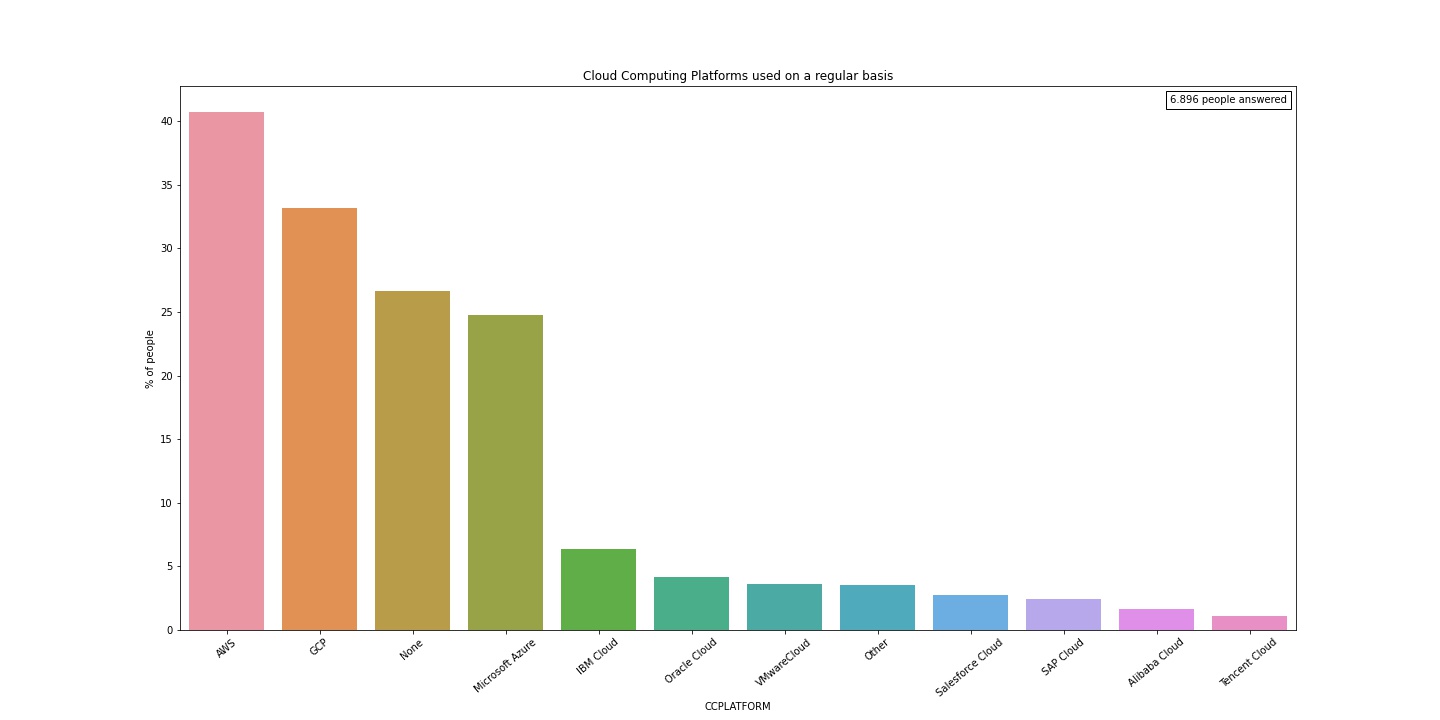 Cloud Computing Platforms used on a regular basis
6.896 people answered
% of people
40
35
30
25
20
15
10
5
0
AWS
GCP
None
Microsoft Azure
IBM Cloud
Oracle Cloud
VMwareCloud
Other
Salesforce Cloud
SAP Cloud
Alibaba Cloud
Tencent Cloud
CCPLATFORM